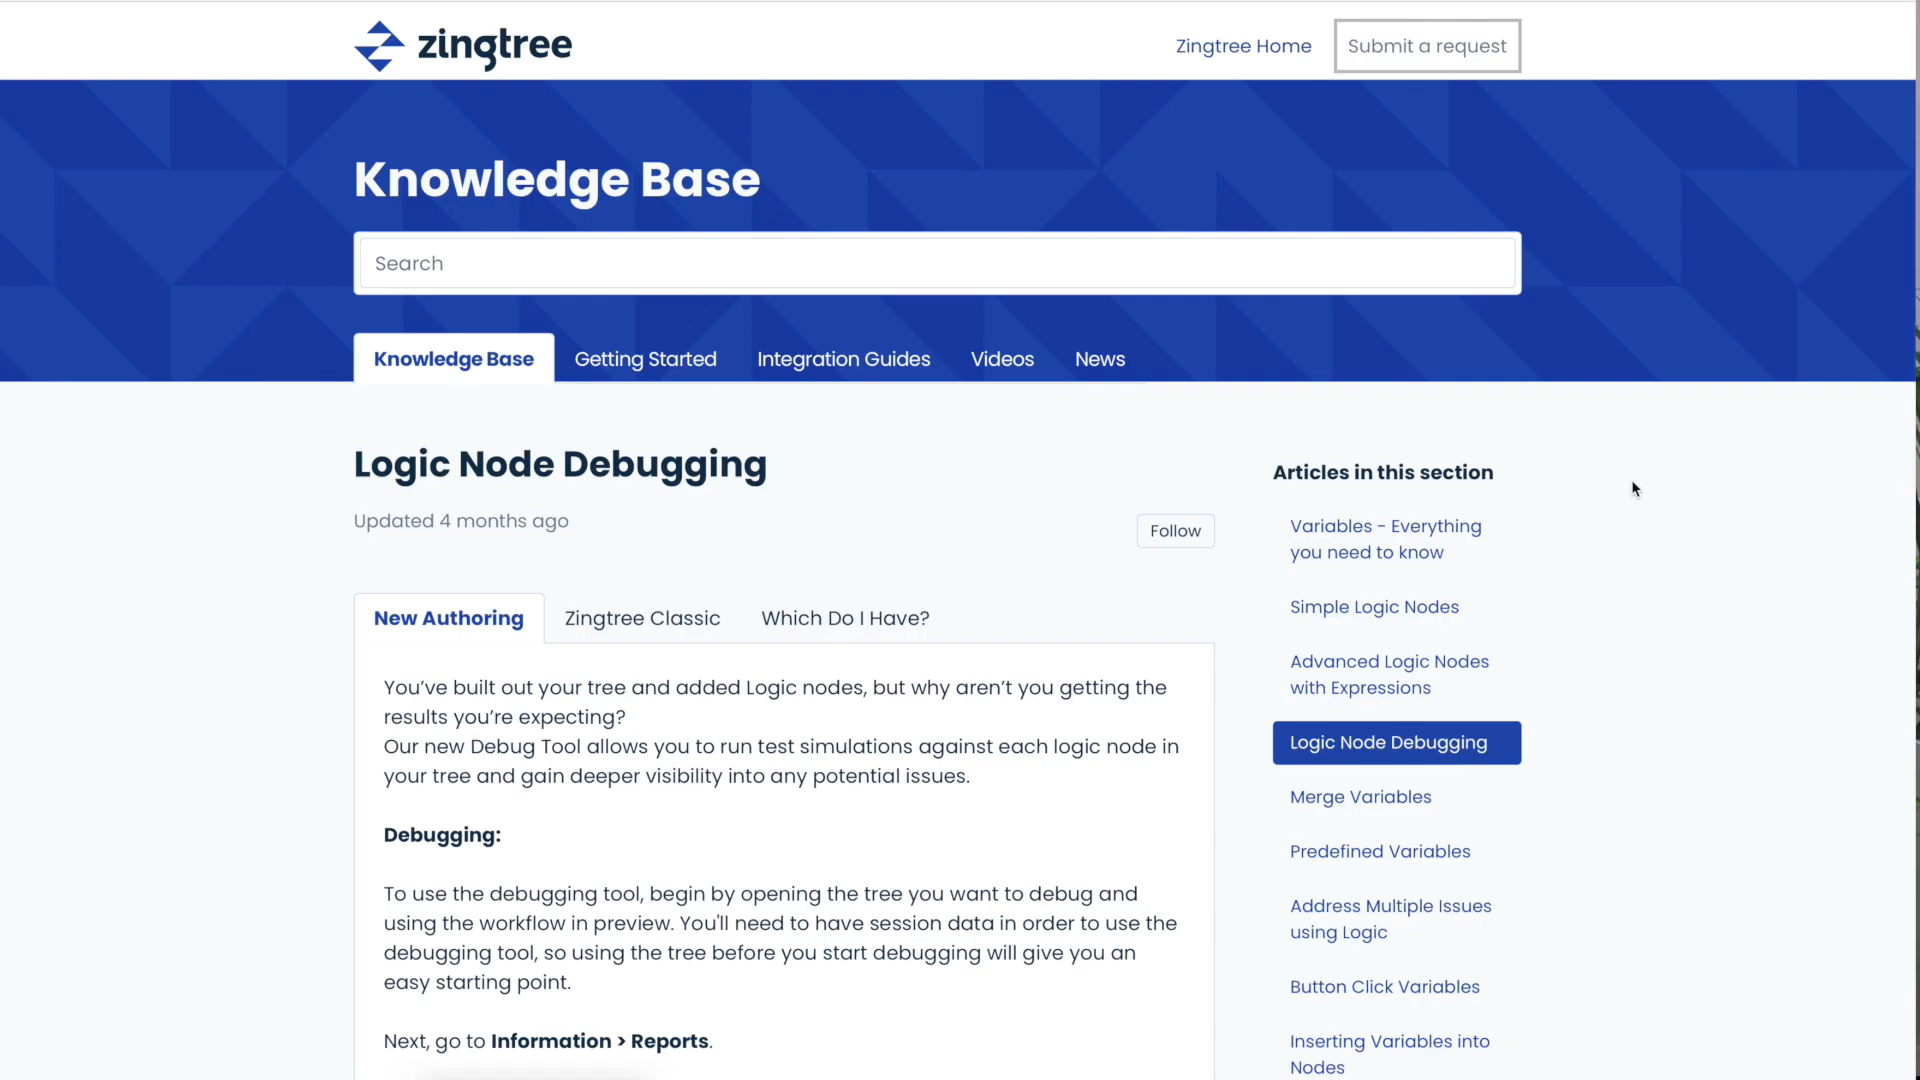 zingtree
Zingtree Home
Submit a request
Knowledge Base
Search
Knowledge Base
Getting Started
Integration Guides
Videos
News
Logic Node Debugging
Updated 4 months ago
Follow
New Authoring
Zingtree Classic
Which Do I Have?
You’ve built out your tree and added Logic nodes, but why aren’t you getting the
results you’re expecting?
Our new Debug Tool allows you to run test simulations against each logic node in
your tree and gain deeper visibility into any potential issues.
Debugging:
To use the debugging tool, begin by opening the tree you want to debug and
using the workflow in preview. You'll need to have session data in order to use the
debugging tool, so using the tree before you start debugging will give you an
easy starting point.
Next, go to Information > Reports.
Articles in this section
Variables - Everything
you need to know
Simple Logic Nodes
Advanced Logic Nodes
with Expressions
Logic Node Debugging
Merge Variables
Predefined Variables
Address Multiple Issues
using Logic
Button Click Variables
Inserting Variables into
Nodes